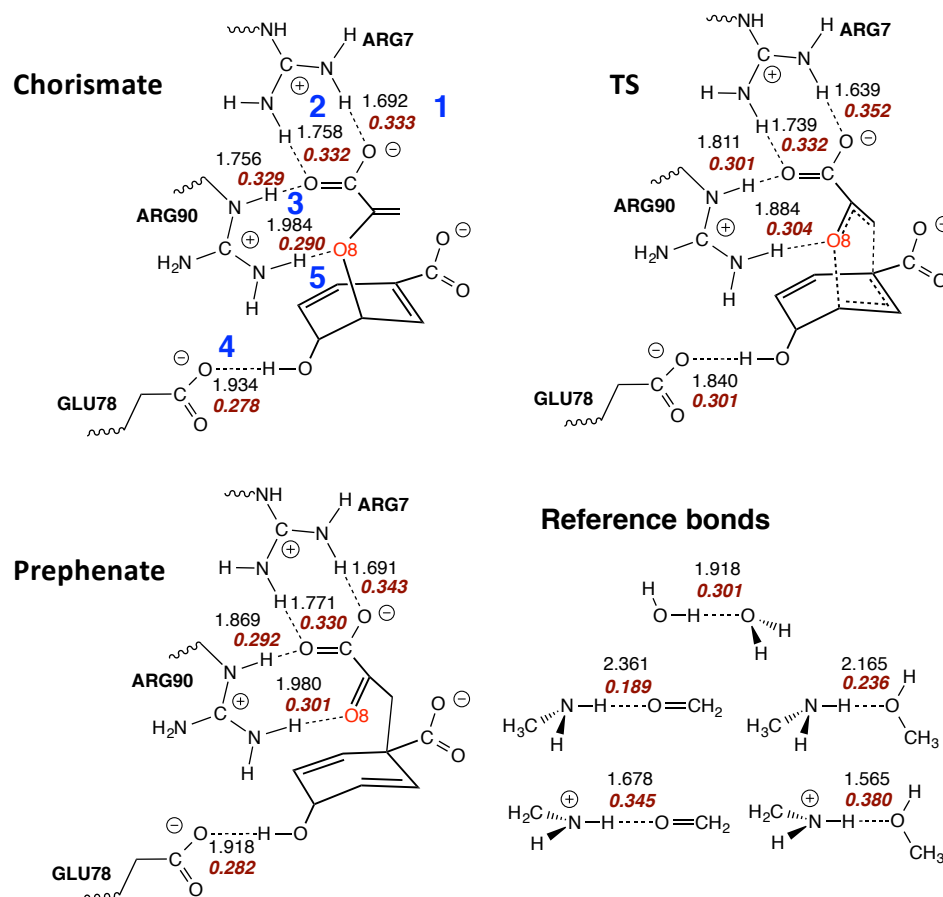 Chorismate
NH
H
ARG7
C
⊕
N
H N
H
H
2
1.692
0.333
1
1.758
0.332
O ⊖
1.756
0.329
H
O
3
N
ARG90
1.984
0.290
C
⊕
H₂N
N
H
O8
H
5
O ⊖
C
O
4
⊖
O
H
O
1.934
0.278
GLU78
C
O
TS
NH
H
ARG7
C
⊕
N
H N
H
H
1.639
0.352
1.739
0.332
O ⊖
1.811
0.301
H
O
N
ARG90
1.884
0.304
C
⊕
H₂N
N
H
O8
H
O ⊖
C
O
⊖
O
H
O
1.840
0.301
GLU78
C
O
Prephenate
NH
H
ARG7
C
⊕
N
H N
H
H
1.691
0.343
1.771
0.330
O ⊖
1.869
0.292
H
O
N
ARG90
1.980
0.301
C
⊕
H₂N
N
H
O8
H
O ⊖
C
O
⊖
O
H
O
1.918
0.282
GLU78
C
O
Reference bonds
1.918
0.301
H
O H O
H
H
2.361
0.189
H₃C
N H O CH₂
H
2.165
0.236
H
H₃C
N H O
H
CH₃
1.678
0.345
H₂C ⊕
N H O CH₂
H
1.565
0.380
H
H₂C ⊕
N H O
H
CH₃